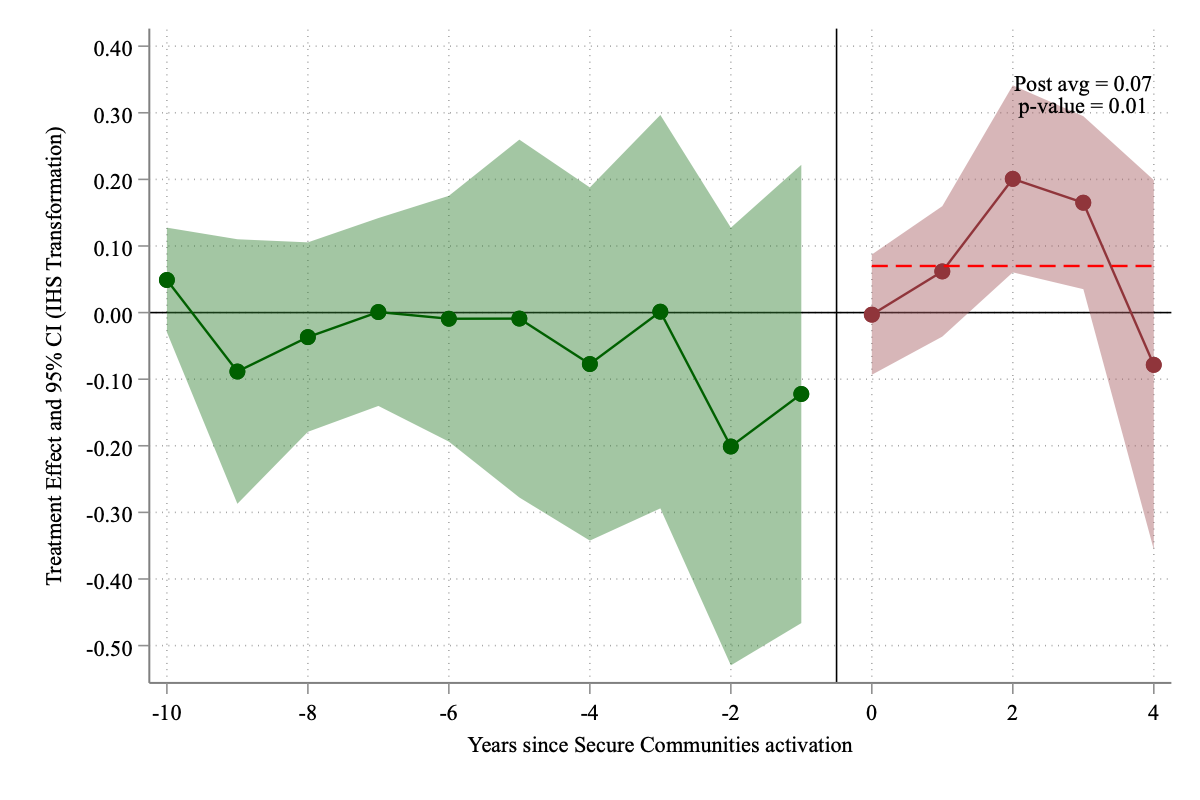 0.40
0.30
0.20
0.10
0.00
-0.10
-0.20
-0.30
-0.40
-0.50
Treatment Effect and 95% CI (IHS Transformation)
Post avg = 0.07
p-value = 0.01
-10 -8 -6 -4 -2 0 2 4
Years since Secure Communities activation